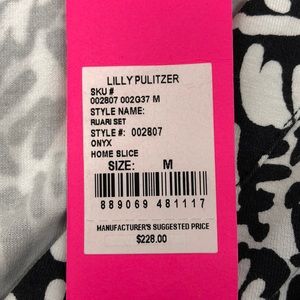 LILLY PULITZER
SKU #
002807 002G37 M
STYLE NAME:
RUARI SET
STYLE #: 002807
ONYX
HOME SLICE
SIZE: M
889069 481117
MANUFACTURER'S SUGGESTED PRICE
$228.00